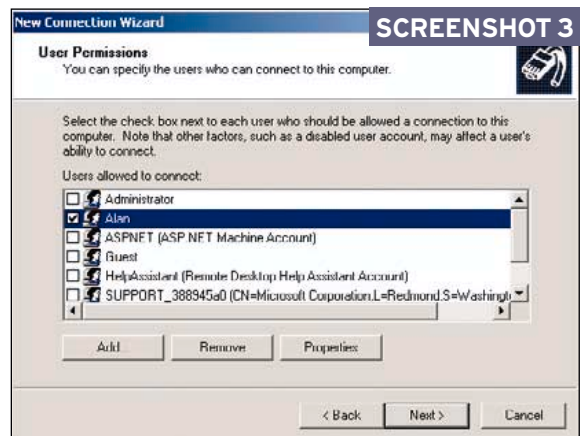 New Connection Wizard
SCREENSHOT 3
User Permissions
You can specify the users who can connect to this computer.
Select the check box next to each user who should be allowed a connection to this
computer. Note that other factors, such as a disabled user account, may affect a user's
ability to connect.
Users allowed to connect:
Administrator
Alan
ASPNET (ASP.NET Machine Account)
Guest
HelpAssistant (Remote Desktop Help Assistant Account)
SUPPORT_388945a0 (CN=Microsoft Corporation,L=Redmond,S=Washingt
Add...
Remove
Properties
< Back
Next >
Cancel